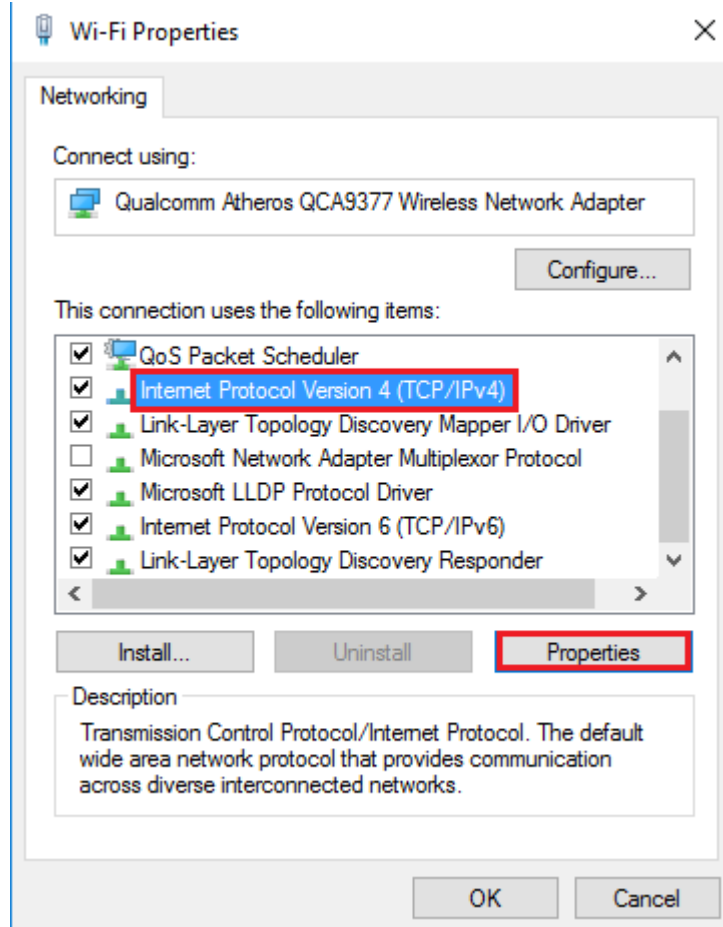 Wi-Fi Properties
Networking
Connect using:
Qualcomm Atheros QCA9377 Wireless Network Adapter
Configure...
This connection uses the following items:
QoS Packet Scheduler
Internet Protocol Version 4 (TCP/IPv4)
Link-Layer Topology Discovery Mapper I/O Driver
Microsoft Network Adapter Multiplexor Protocol
Microsoft LLDP Protocol Driver
Internet Protocol Version 6 (TCP/IPv6)
Link-Layer Topology Discovery Responder
Install... Uninstall Properties
Description
Transmission Control Protocol/Internet Protocol. The default
wide area network protocol that provides communication
across diverse interconnected networks.
OK Cancel